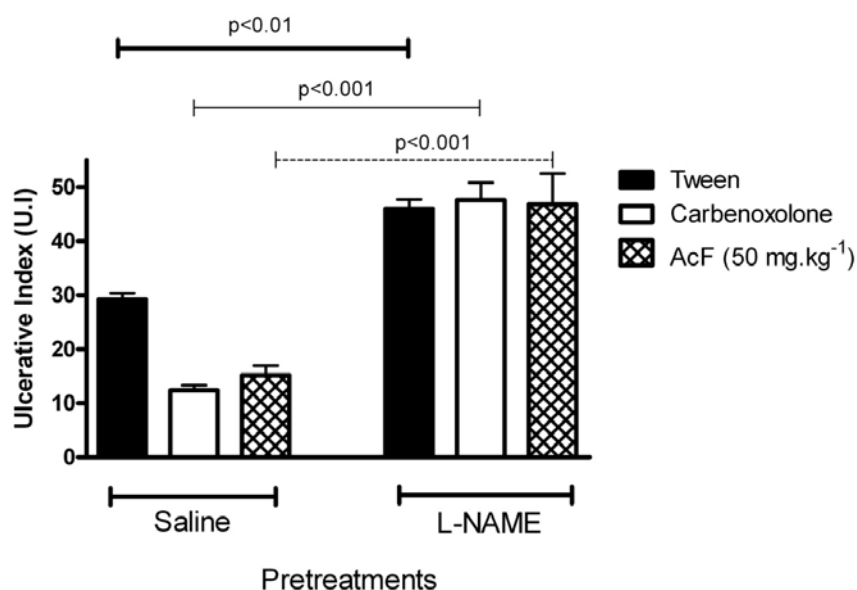 p<0.01
p<0.001
p<0.001
Ulcerative Index (U.I)
50
40
30
20
10
0
Tween
Carbenoxolone
AcF (50 mg.kg⁻¹)
Saline
L-NAME
Pretreatments